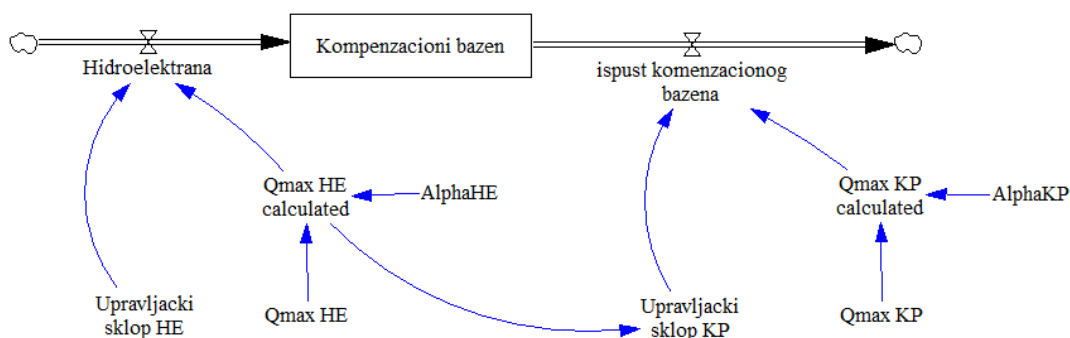 Kompenzacioni bazen
Hidroelektrana
ispust komenzacionog
bazena
Qmax HE
calculated
AlphaHE
Qmax KP
calculated
AlphaKP
Upravljacki
sklop HE
Qmax HE
Upravljacki
sklop KP
Qmax KP